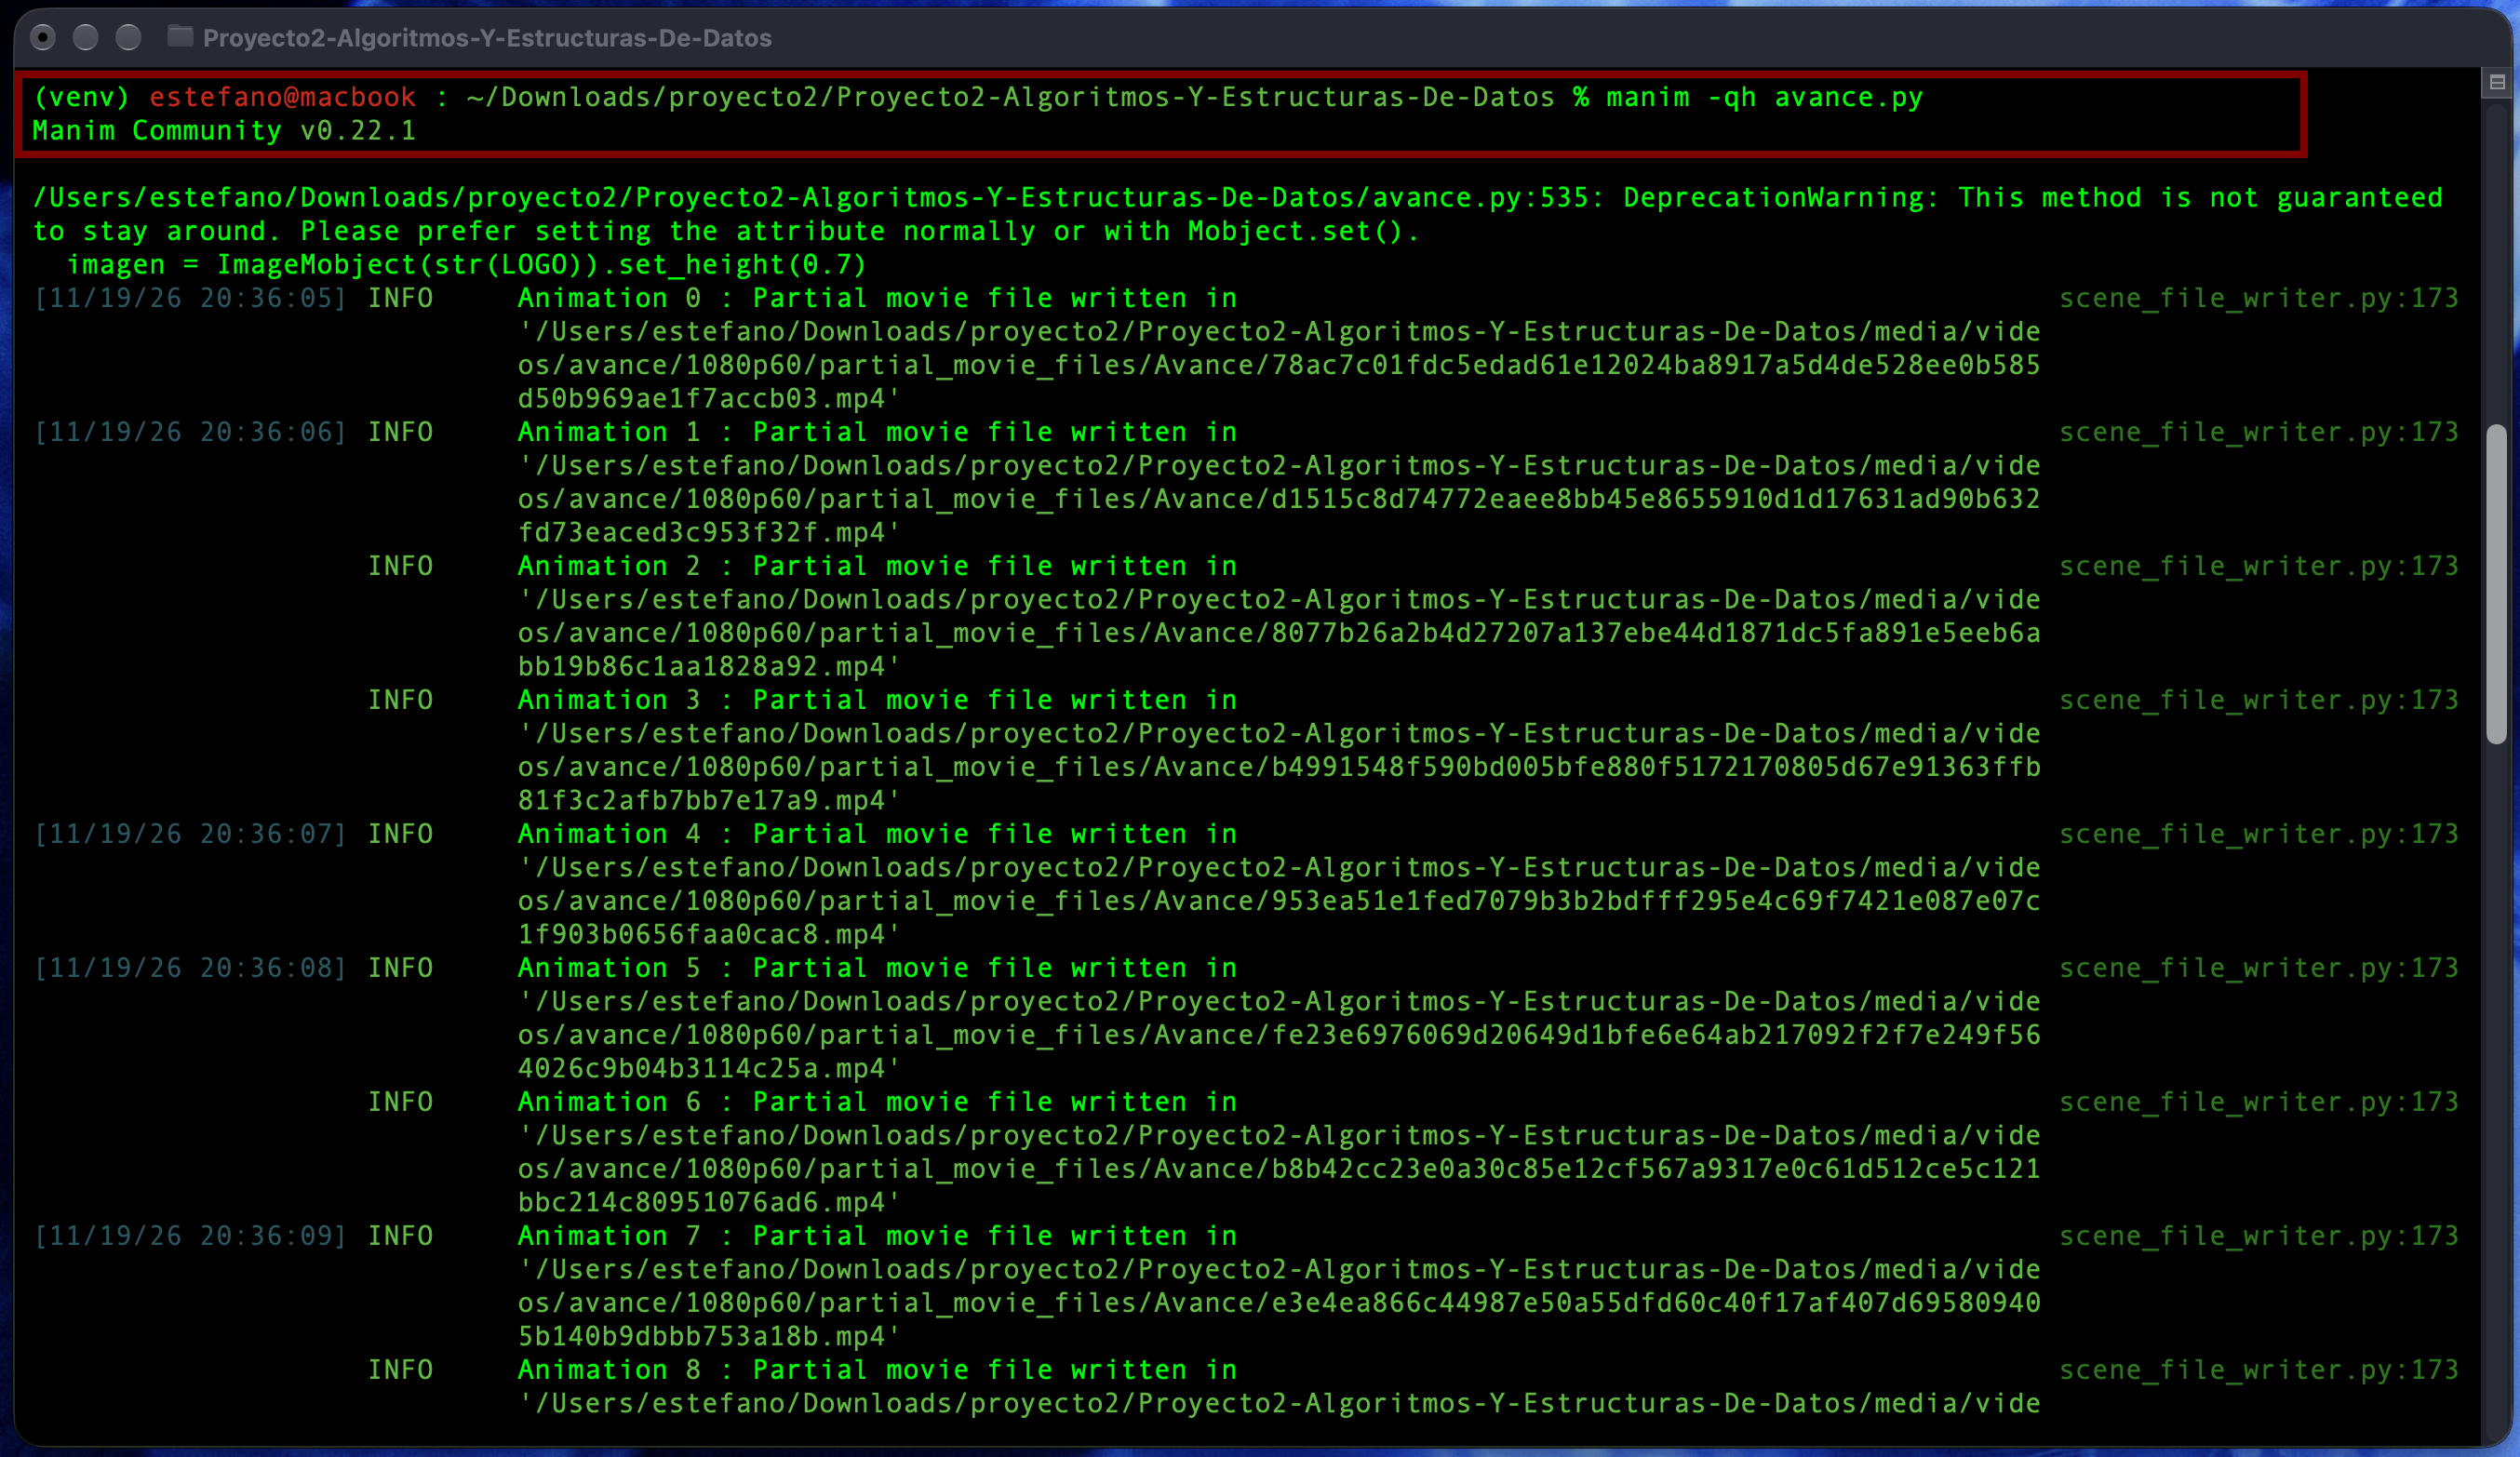 Proyecto2-Algoritmos-Y-Estructuras-De-Datos
(venv) estefano@macbook : ~/Downloads/proyecto2/Proyecto2-Algoritmos-Y-Estructuras-De-Datos % manim -qh avance.py
Manim Community v0.22.1
/Users/estefano/Downloads/proyecto2/Proyecto2-Algoritmos-Y-Estructuras-De-Datos/avance.py:535: DeprecationWarning: This method is not guaranteed
to stay around. Please prefer setting the attribute normally or with Mobject.set().
  imagen = ImageMobject(str(LOGO)).set_height(0.7)
[11/19/26 20:36:05] INFO     Animation 0 : Partial movie file written in     scene_file_writer.py:173
'/Users/estefano/Downloads/proyecto2/Proyecto2-Algoritmos-Y-Estructuras-De-Datos/media/vide
os/avance/1080p60/partial_movie_files/Avance/78ac7c01fdc5edad61e12024ba8917a5d4de528ee0b585
d50b969ae1f7accb03.mp4'
[11/19/26 20:36:06] INFO     Animation 1 : Partial movie file written in     scene_file_writer.py:173
'/Users/estefano/Downloads/proyecto2/Proyecto2-Algoritmos-Y-Estructuras-De-Datos/media/vide
os/avance/1080p60/partial_movie_files/Avance/d1515c8d74772eaee8bb45e8655910d1d17631ad90b632
fd73eaced3c953f32f.mp4'
INFO     Animation 2 : Partial movie file written in     scene_file_writer.py:173
'/Users/estefano/Downloads/proyecto2/Proyecto2-Algoritmos-Y-Estructuras-De-Datos/media/vide
os/avance/1080p60/partial_movie_files/Avance/8077b26a2b4d27207a137ebe44d1871dc5fa891e5eeb6a
bb19b86c1aa1828a92.mp4'
INFO     Animation 3 : Partial movie file written in     scene_file_writer.py:173
'/Users/estefano/Downloads/proyecto2/Proyecto2-Algoritmos-Y-Estructuras-De-Datos/media/vide
os/avance/1080p60/partial_movie_files/Avance/b4991548f590bd005bfe880f5172170805d67e91363ffb
81f3c2afb7bb7e17a9.mp4'
[11/19/26 20:36:07] INFO     Animation 4 : Partial movie file written in     scene_file_writer.py:173
'/Users/estefano/Downloads/proyecto2/Proyecto2-Algoritmos-Y-Estructuras-De-Datos/media/vide
os/avance/1080p60/partial_movie_files/Avance/953ea51e1fed7079b3b2bdfff295e4c69f7421e087e07c
1f903b0656faa0cac8.mp4'
[11/19/26 20:36:08] INFO     Animation 5 : Partial movie file written in     scene_file_writer.py:173
'/Users/estefano/Downloads/proyecto2/Proyecto2-Algoritmos-Y-Estructuras-De-Datos/media/vide
os/avance/1080p60/partial_movie_files/Avance/fe23e6976069d20649d1bfe6e64ab217092f2f7e249f56
4026c9b04b3114c25a.mp4'
INFO     Animation 6 : Partial movie file written in     scene_file_writer.py:173
'/Users/estefano/Downloads/proyecto2/Proyecto2-Algoritmos-Y-Estructuras-De-Datos/media/vide
os/avance/1080p60/partial_movie_files/Avance/b8b42cc23e0a30c85e12cf567a9317e0c61d512ce5c121
bbc214c80951076ad6.mp4'
[11/19/26 20:36:09] INFO     Animation 7 : Partial movie file written in     scene_file_writer.py:173
'/Users/estefano/Downloads/proyecto2/Proyecto2-Algoritmos-Y-Estructuras-De-Datos/media/vide
os/avance/1080p60/partial_movie_files/Avance/e3e4ea866c44987e50a55dfd60c40f17af407d69580940
5b140b9dbbb753a18b.mp4'
INFO     Animation 8 : Partial movie file written in     scene_file_writer.py:173
'/Users/estefano/Downloads/proyecto2/Proyecto2-Algoritmos-Y-Estructuras-De-Datos/media/vide